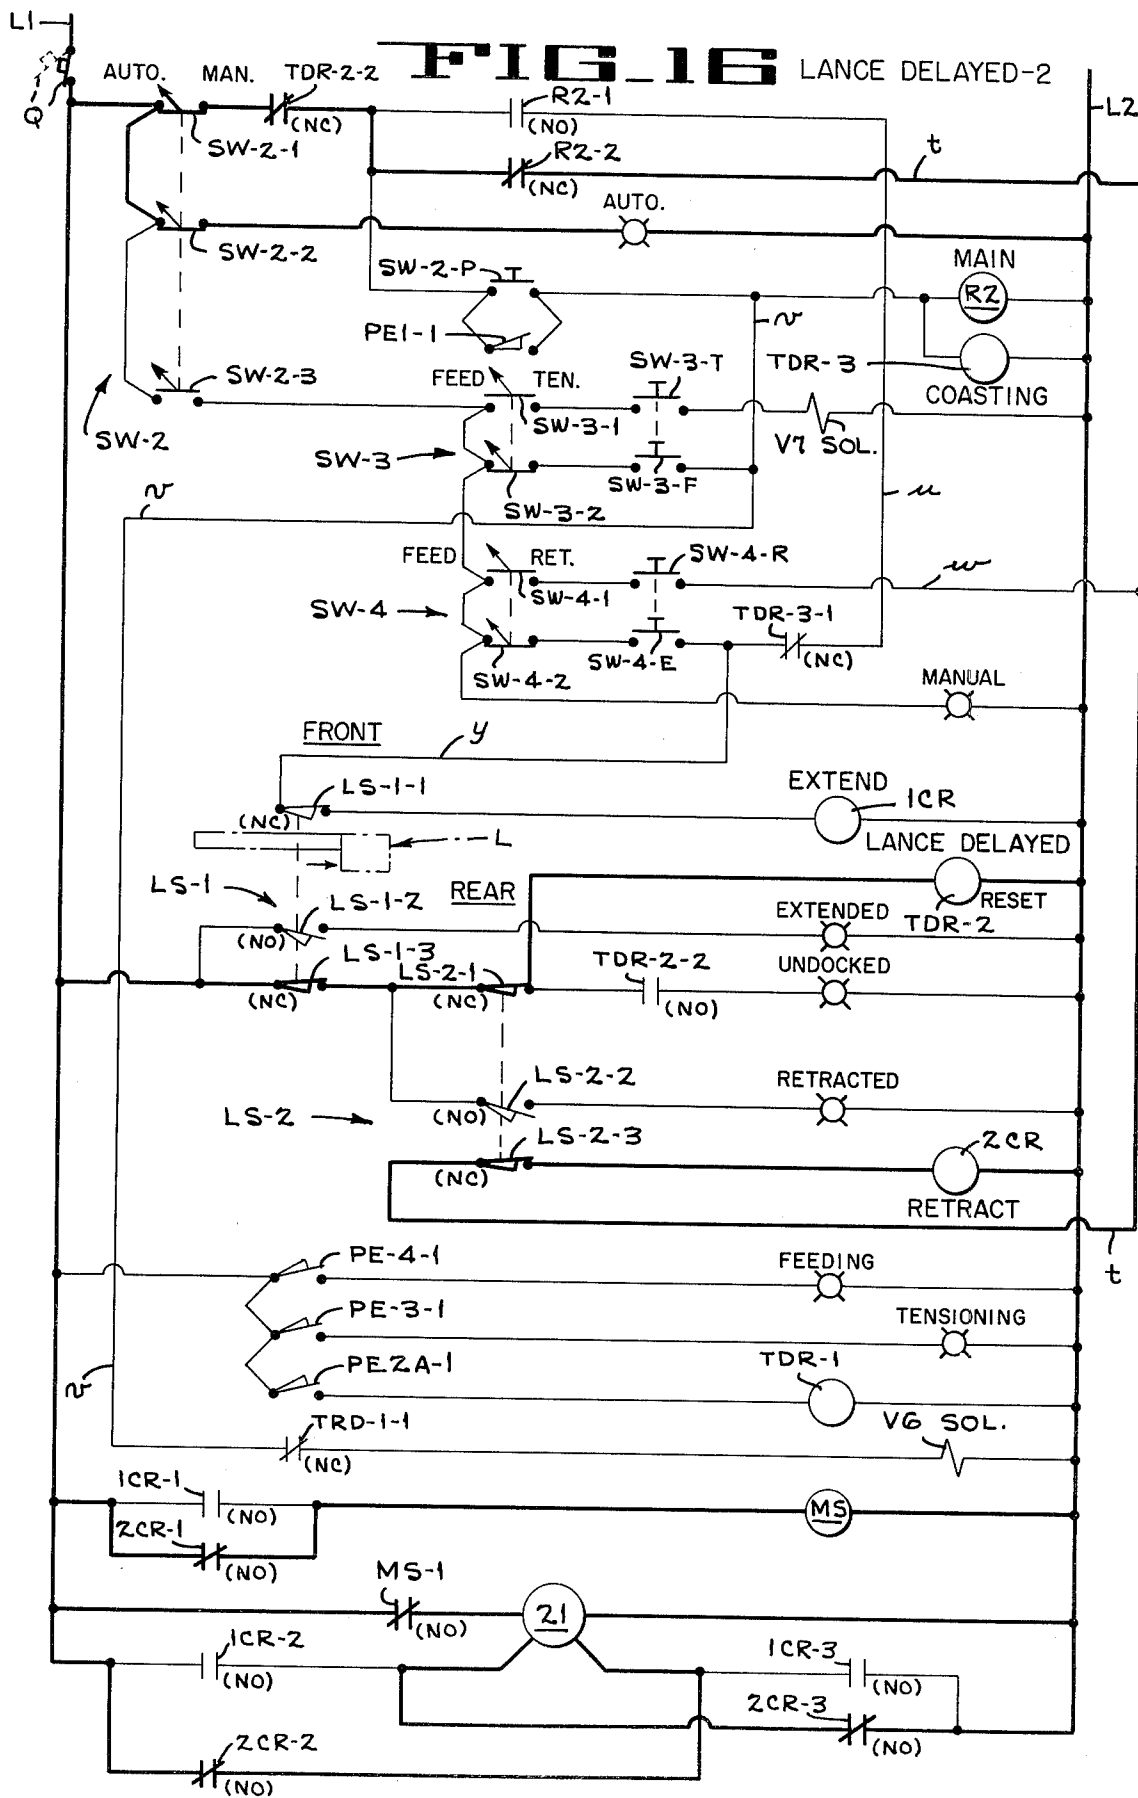 L1
FIG_16 LANCE DELAYED-2
AUTO. MAN. TDR-2-2 R2-1 L2
Q (NC) (NO)
SW-2-1 R2-2 t
(NC)
AUTO.
SW-2-2
SW-2-P MAIN
R2
PE1-1 v
SW-3-T TDR-3
SW-2-3 FEED TEN. COASTING
SW-2 SW-3-1 V7 SOL.
SW-3 SW-3-F
v SW-3-2 u
FEED RET. SW-4-R w
SW-4 SW-4-1 TDR-3-1
SW-4-E (NC)
SW-4-2 MANUAL
FRONT y
LS-1-1 EXTEND 1CR
(NC)
L LANCE DELAYED
LS-1 REAR RESET
LS-1-2 EXTENDED TDR-2
(NO)
LS-1-3 LS-2-1 TDR-2-2 UNDOCKED
(NC) (NC) (NO)
LS-2-2 RETRACTED
LS-2 (NO)
LS-2-3 2CR
(NC)
RETRACT
t
PE-4-1 FEEDING
PE-3-1 TENSIONING
PE2A-1 TDR-1
v
TRD-1-1 V6 SOL.
(NC)
1CR-1
(NO) MS
2CR-1
(NO)
MS-1
(NO) 21
1CR-2 1CR-3
(NO) (NO)
2CR-3
(NO)
2CR-2
(NO)